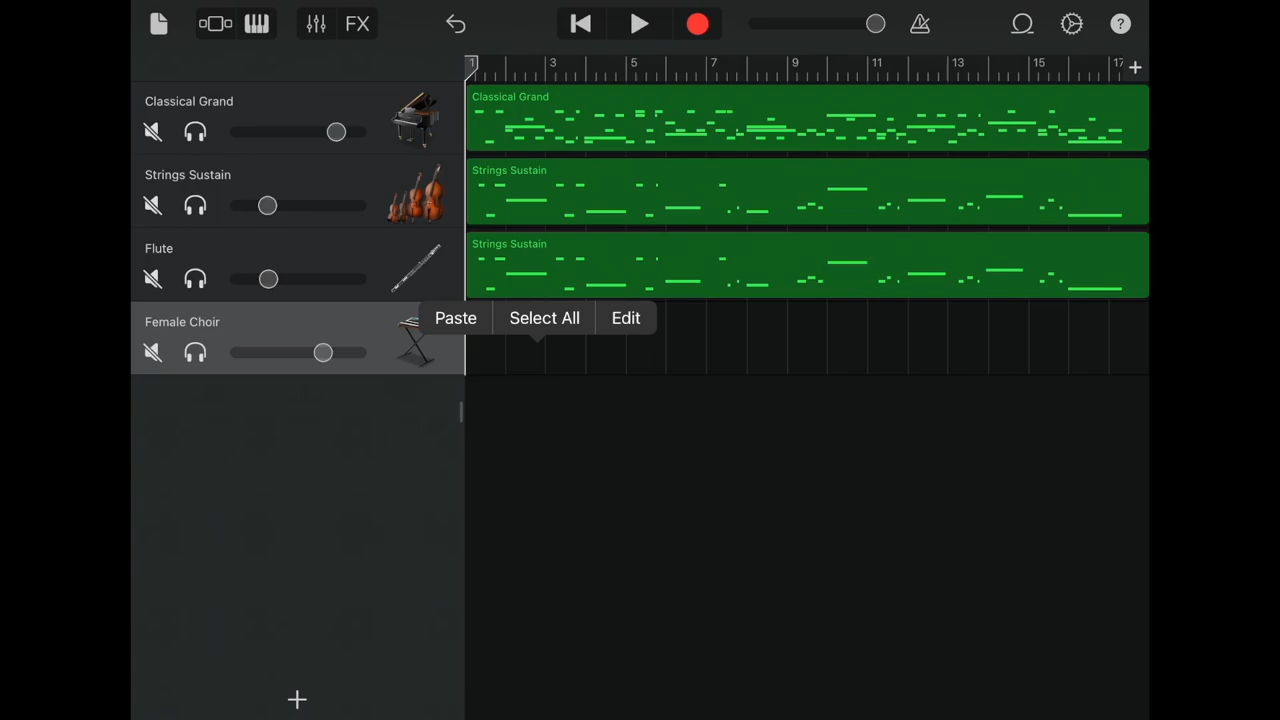 FX
?
1 3 5 7 9 11 13 15 17
+
Classical Grand
Classical Grand
Strings Sustain
Strings Sustain
Flute
Strings Sustain
Female Choir
Paste Select All Edit
+